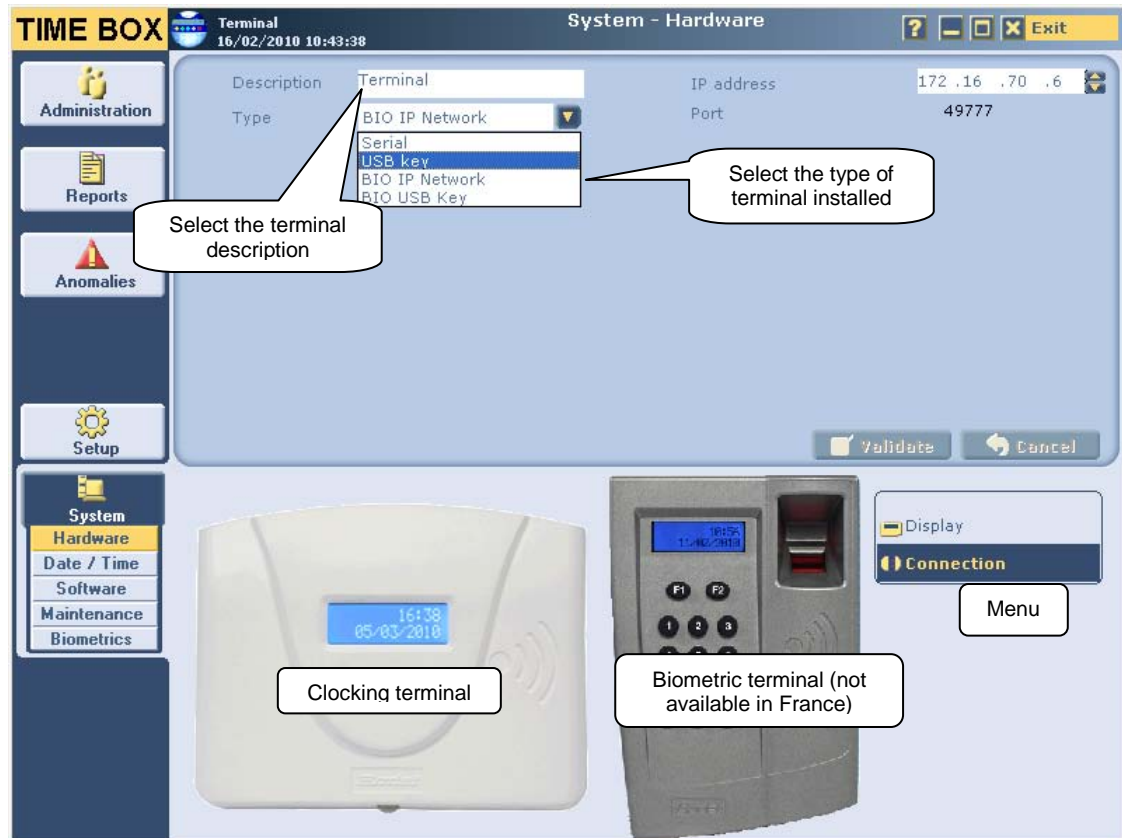 TIME BOX
Terminal
16/02/2010 10:43:38
System - Hardware
? Exit
Administration
Reports
Anomalies
Setup
System
Hardware
Date / Time
Software
Maintenance
Biometrics
Description
Terminal
Type
BIO IP Network
Serial
USB key
BIO IP Network
BIO USB Key
IP address
172 .16 .70 .6
Port
49777
Select the terminal
description
Select the type of
terminal installed
Validate
Cancel
16:38
05/03/2010
Clocking terminal
F1 F2
1 2 3
Biometric terminal (not
available in France)
Display
Connection
Menu